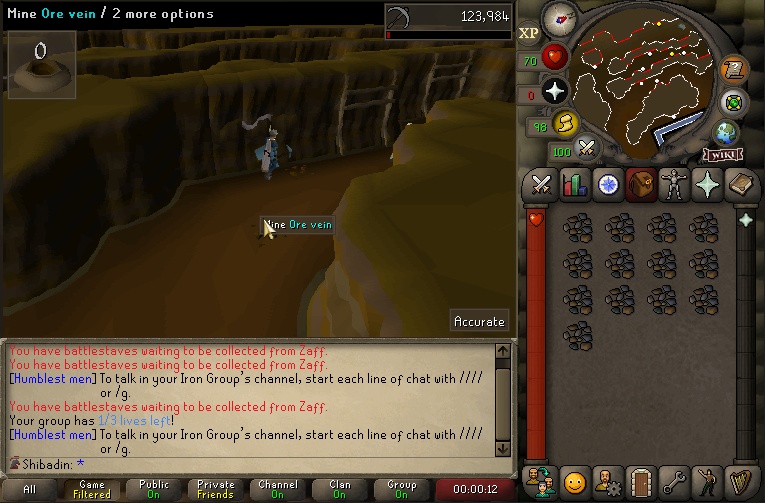 Mine Ore vein / 2 more options
123,984
0
XP
70
0
98
100
WIKI
Mine Ore vein
Accurate
You have battlestaves waiting to be collected from Zaff.
You have battlestaves waiting to be collected from Zaff.
[Humblest men] To talk in your Iron Group's channel, start each line of chat with ////
or /g.
You have battlestaves waiting to be collected from Zaff.
Your group has 1/3 lives left!
[Humblest men] To talk in your Iron Group's channel, start each line of chat with ////
or /g.
Shibadin: *
All
Game
Filtered
Public
On
Private
Friends
Channel
On
Clan
On
Group
On
00:00:12